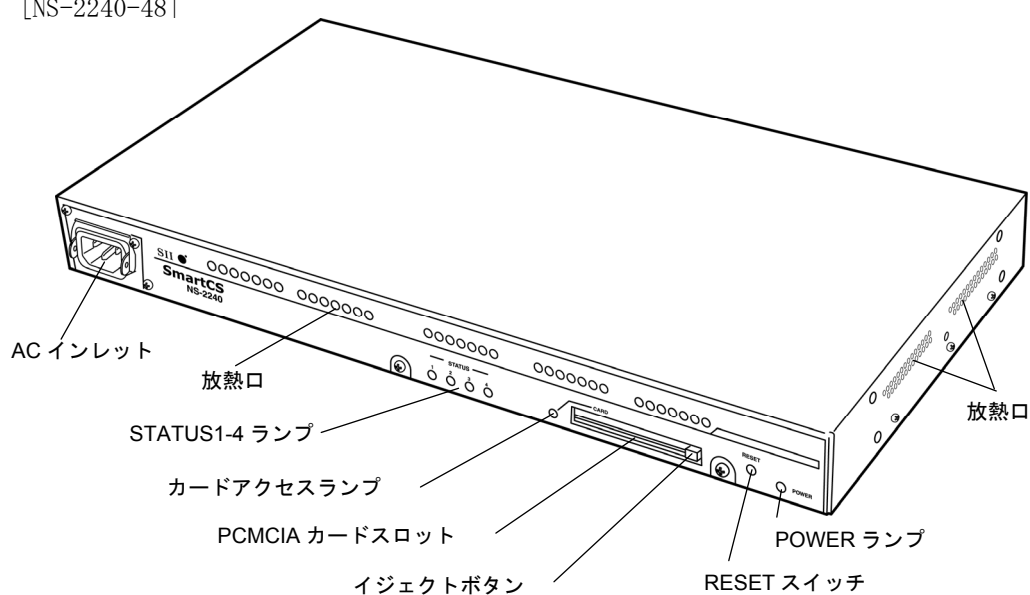 [NS-2240-48]
SII
SmartCS
NS-2240
STATUS
1 2 3 4
CARD
RESET
POWER
AC インレット
放熱口
放熱口
STATUS1-4 ランプ
カードアクセスランプ
PCMCIA カードスロット
イジェクトボタン
POWER ランプ
RESET スイッチ